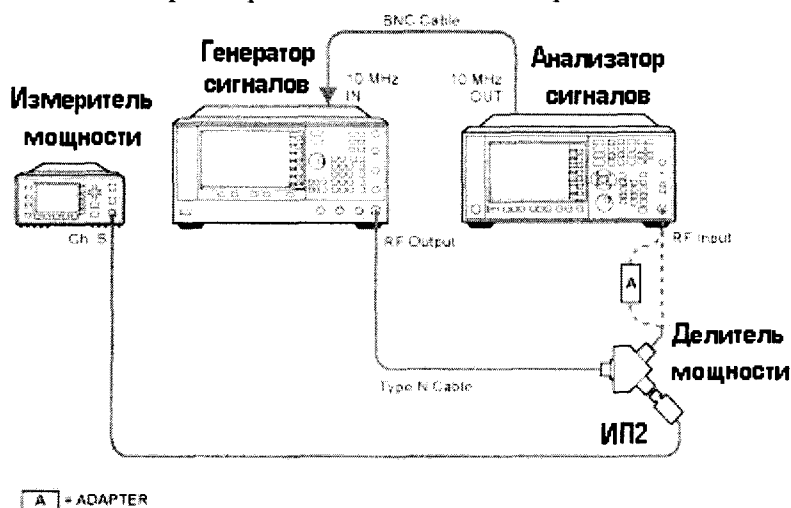 BNC Cable
Генератор
сигналов
10 MHz
IN
10 MHz
OUT
Анализатор
сигналов
Измеритель
мощности
Ch B
RF Output
RF Input
A
Делитель
мощности
Type N Cable
ИП2
A = ADAPTER